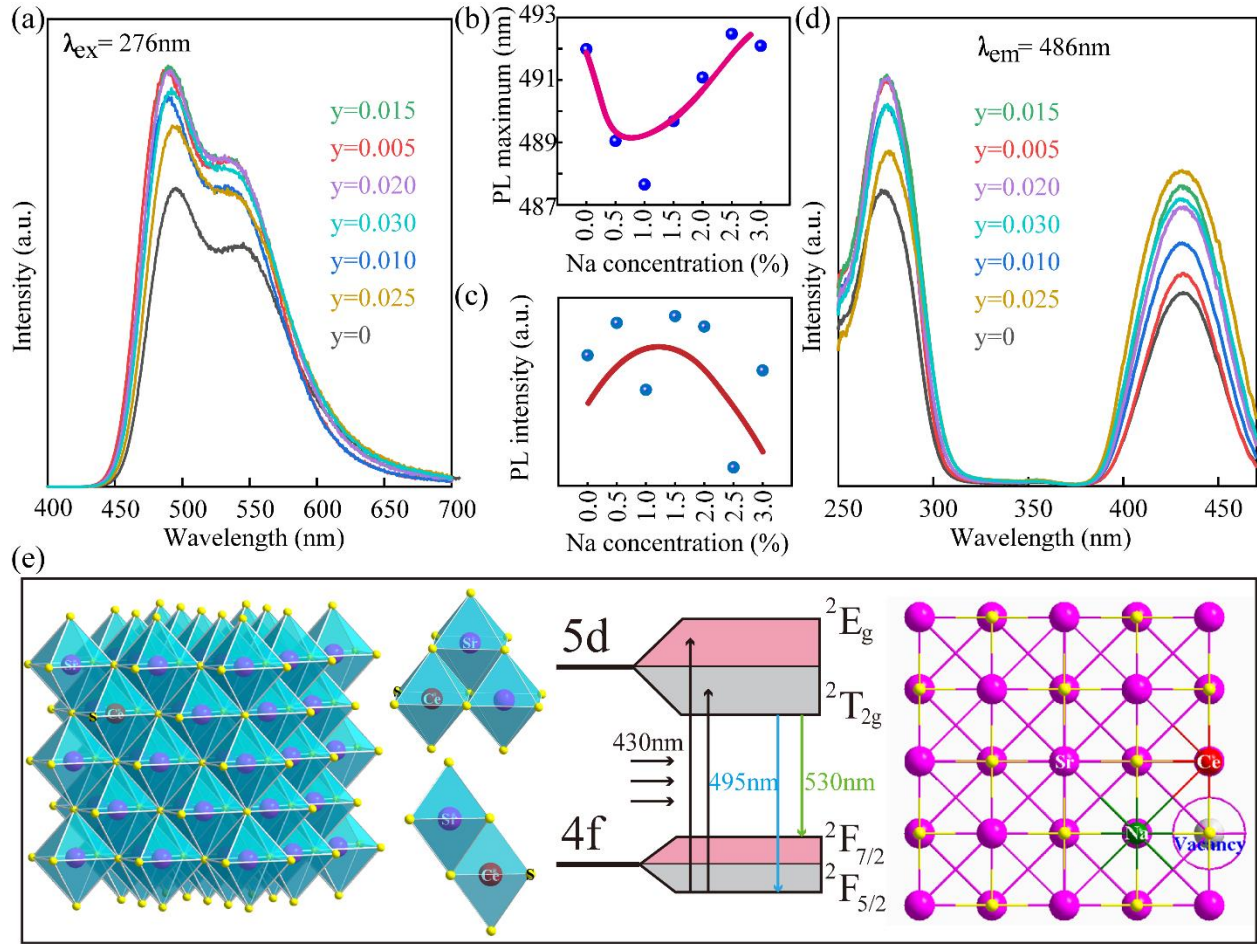 (a)
λex= 276nm
y=0.015
y=0.005
y=0.020
y=0.030
y=0.010
y=0.025
y=0
Intensity (a.u.)
400 450 500 550 600 650 700
Wavelength (nm)
(b)
PL maximum (nm)
493
491
489
487
0.0 0.5 1.0 1.5 2.0 2.5 3.0
Na concentration (%)
(c)
PL intensity (a.u.)
0.0 0.5 1.0 1.5 2.0 2.5 3.0
Na concentration (%)
(d)
λem= 486nm
y=0.015
y=0.005
y=0.020
y=0.030
y=0.010
y=0.025
y=0
Intensity (a.u.)
250 300 350 400 450
Wavelength (nm)
(e)
Sr
Ce
S
Sr
Ce
S
Sr
Ce
S
5d
²Eg
²T2g
430nm
495nm
530nm
4f
²F7/2
²F5/2
Sr
Ce
Na
Vacancy